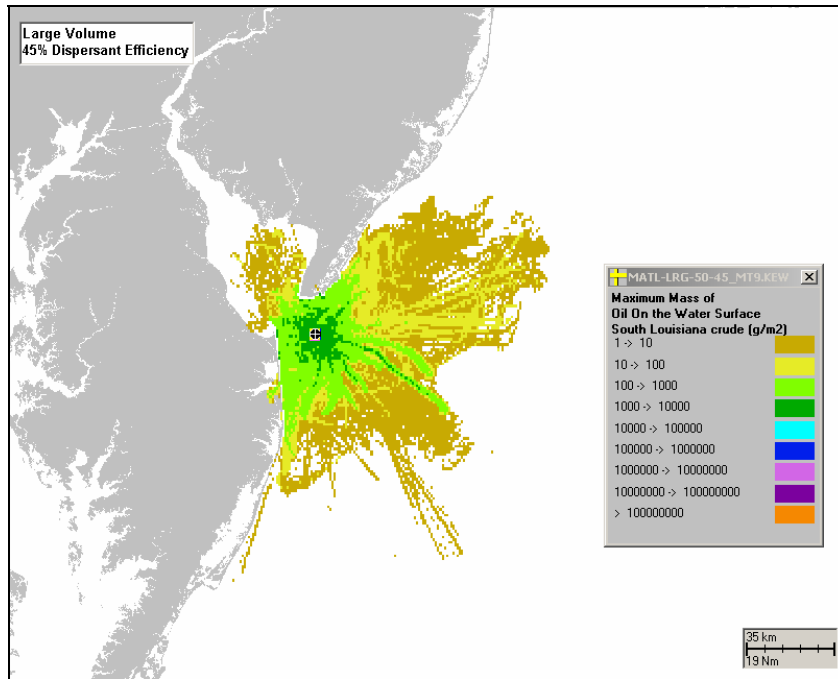 Large Volume
45% Dispersant Efficiency
MATL-LRG-50-45_MT9.KEW
Maximum Mass of
Oil On the Water Surface
South Louisiana crude (g/m2)
1 -> 10
10 -> 100
100 -> 1000
1000 -> 10000
10000 -> 100000
100000 -> 1000000
1000000 -> 10000000
10000000 -> 100000000
> 100000000
35 km
19 Nm